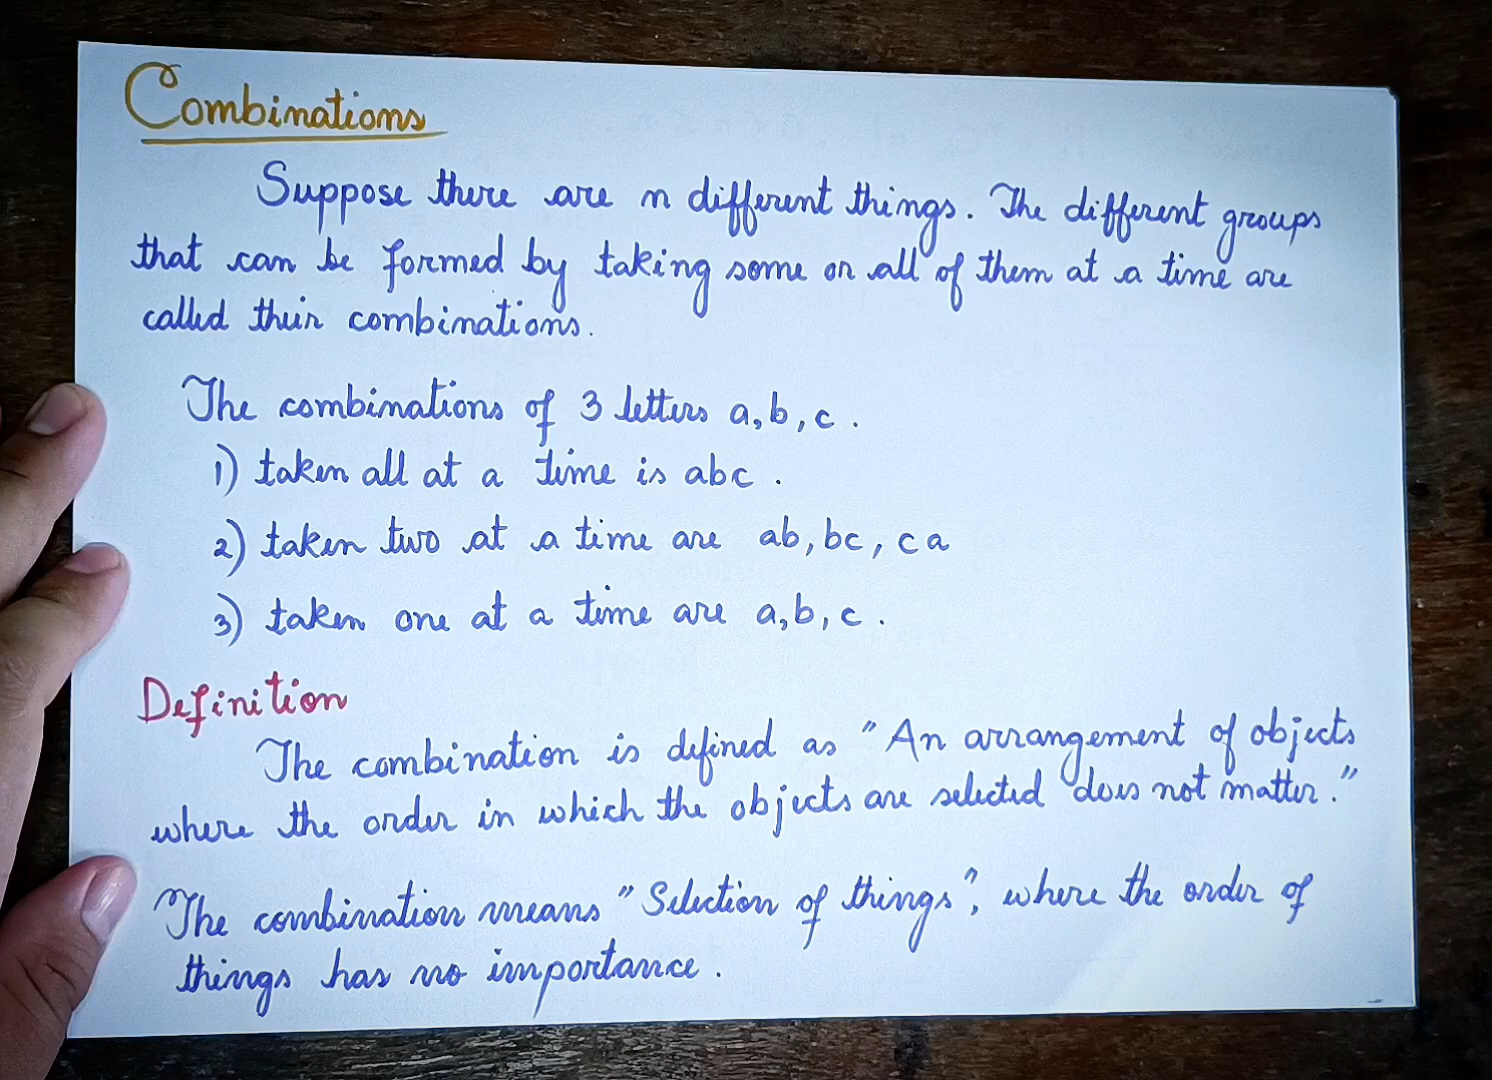 Combinations
Suppose there are n different things. The different groups
that can be formed by taking some or all of them at a time are
called their combinations.
The combinations of 3 letters a, b, c.
1) taken all at a time is abc.
2) taken two at a time are ab, bc, ca
3) taken one at a time are a, b, c.
Definition
The combination is defined as "An arrangement of objects
where the order in which the objects are selected does not matter."
The combination means "Selection of things", where the order of
things has no importance.